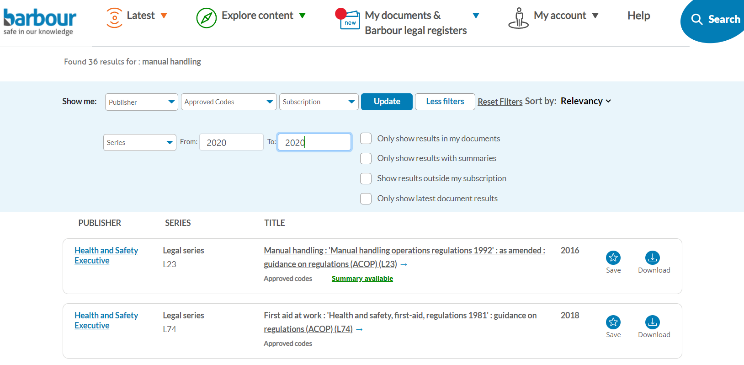 barbour
safe in our knowledge
Latest
Explore content
new
My documents &
Barbour legal registers
My account
Help
Search
Found 36 results for : manual handling
Show me:
Publisher
Approved Codes
Subscription
Update
Less filters
Reset Filters
Sort by: Relevancy
Series
From:
2020
To:
2020
Only show results in my documents
Only show results with summaries
Show results outside my subscription
Only show latest document results
PUBLISHER
SERIES
TITLE
Health and Safety
Executive
Legal series
L23
Manual handling : 'Manual handling operations regulations 1992' : as amended :
guidance on regulations (ACOP) (L23) →
Approved codes
Summary available
2016
Save
Download
Health and Safety
Executive
Legal series
L74
First aid at work : 'Health and safety, first-aid, regulations 1981' : guidance on
regulations (ACOP) (L74) →
Approved codes
2018
Save
Download